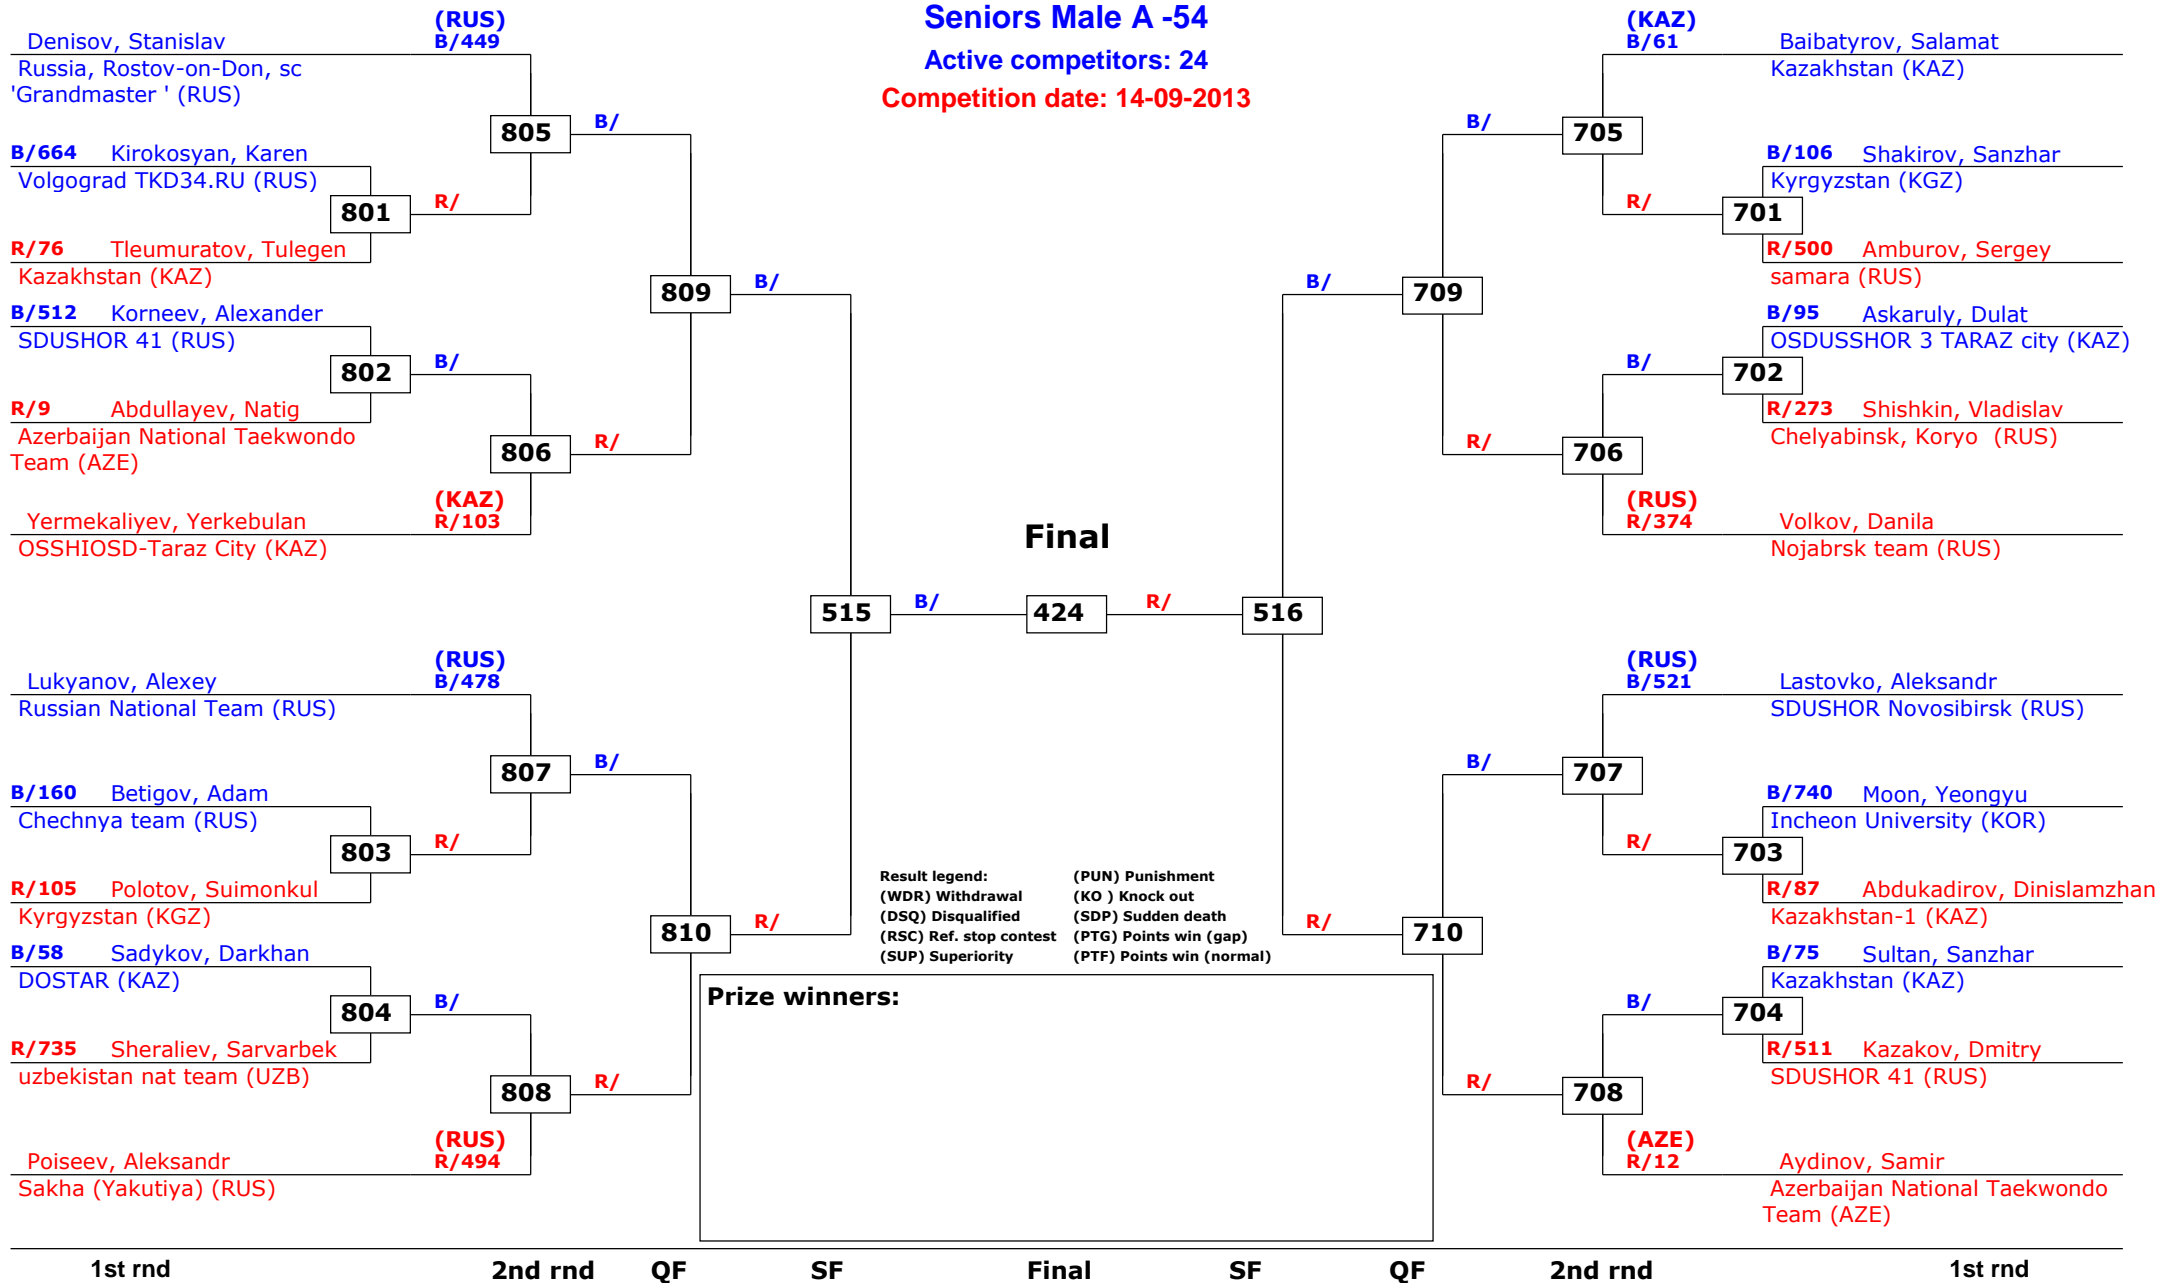 Seniors Male A -54
Active competitors: 24
Competition date: 14-09-2013
(RUS)
Denisov, Stanislav B/449
Russia, Rostov-on-Don, sc
'Grandmaster ' (RUS)
805
B/
B/664 Kirokosyan, Karen
Volgograd TKD34.RU (RUS)
801
R/
R/76 Tleumuratov, Tulegen
Kazakhstan (KAZ)
809
B/
B/512 Korneev, Alexander
SDUSHOR 41 (RUS)
802
B/
R/9 Abdullayev, Natig
Azerbaijan National Taekwondo
Team (AZE)
806
R/
(KAZ)
Yermekaliyev, Yerkebulan R/103
OSSHIOSD-Taraz City (KAZ)
515
B/
(RUS)
Lukyanov, Alexey B/478
Russian National Team (RUS)
807
B/
B/160 Betigov, Adam
Chechnya team (RUS)
803
R/
R/105 Polotov, Suimonkul
Kyrgyzstan (KGZ)
810
R/
B/58 Sadykov, Darkhan
DOSTAR (KAZ)
804
B/
R/735 Sheraliev, Sarvarbek
uzbekistan nat team (UZB)
808
R/
(RUS)
Poiseev, Aleksandr R/494
Sakha (Yakutiya) (RUS)
Final
424
R/
516
(KAZ)
B/61 Baibatyrov, Salamat
Kazakhstan (KAZ)
B/
705
B/106 Shakirov, Sanzhar
Kyrgyzstan (KGZ)
R/
701
R/500 Amburov, Sergey
samara (RUS)
B/
709
B/95 Askaruly, Dulat
OSDUSSHOR 3 TARAZ city (KAZ)
B/
702
R/273 Shishkin, Vladislav
Chelyabinsk, Koryo (RUS)
R/
706
(RUS)
R/374 Volkov, Danila
Nojabrsk team (RUS)
(RUS)
B/521 Lastovko, Aleksandr
SDUSHOR Novosibirsk (RUS)
B/
707
B/740 Moon, Yeongyu
Incheon University (KOR)
R/
703
R/87 Abdukadirov, Dinislamzhan
Kazakhstan-1 (KAZ)
R/
710
B/75 Sultan, Sanzhar
Kazakhstan (KAZ)
B/
704
R/511 Kazakov, Dmitry
SDUSHOR 41 (RUS)
R/
708
(AZE)
R/12 Aydinov, Samir
Azerbaijan National Taekwondo
Team (AZE)
Result legend: (PUN) Punishment
(WDR) Withdrawal (KO ) Knock out
(DSQ) Disqualified (SDP) Sudden death
(RSC) Ref. stop contest (PTG) Points win (gap)
(SUP) Superiority (PTF) Points win (normal)
Prize winners:
1st rnd 2nd rnd QF SF Final SF QF 2nd rnd 1st rnd